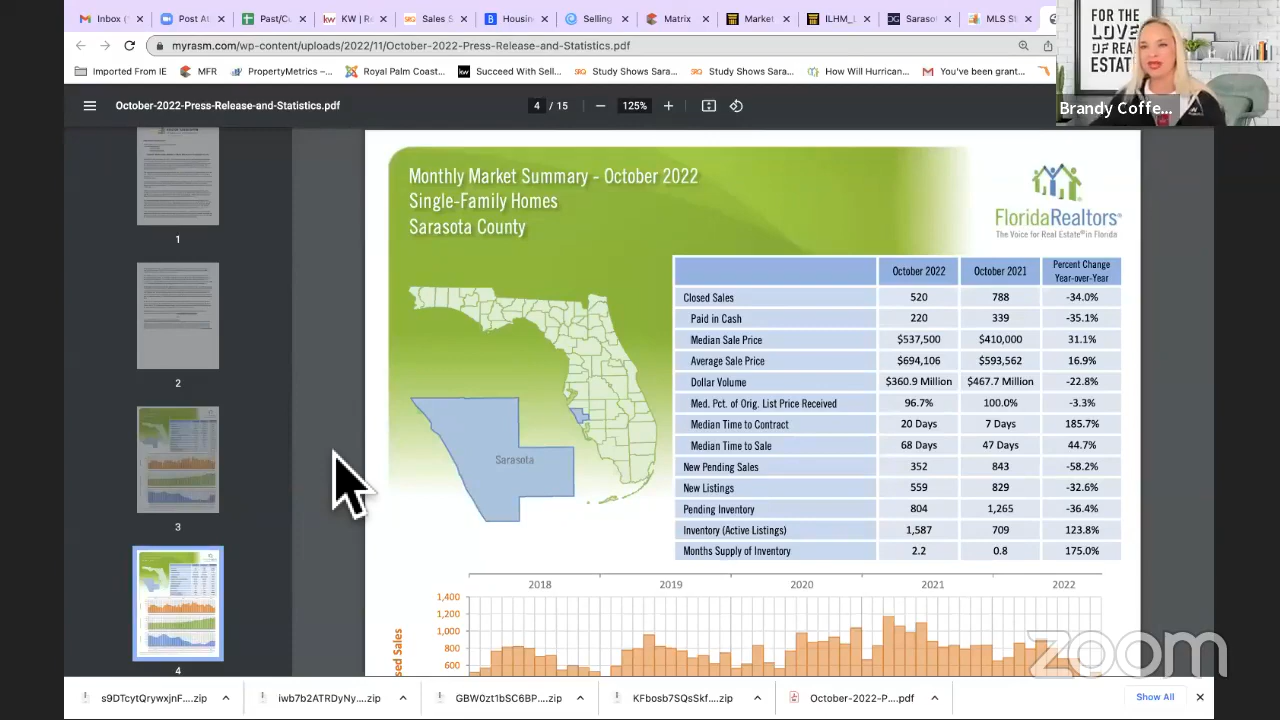 Inbox (
Post At
Past/Cu
KW | Re
Sales S
Housin
Selling
Matrix
Market
ILHM_
Saraso
MLS St
myrasm.com/wp-content/uploads/2022/11/October-2022-Press-Release-and-Statistics.pdf
Imported From IE
MFR
PropertyMetrics –...
Royal Palm Coast...
Succeed With Sell...
Study Shows Sara...
Study Shows Sara...
How Will Hurrican...
You've been grant...
FOR THE
LOVE
OF REAL
ESTATE
Brandy Coffe...
October-2022-Press-Release-and-Statistics.pdf
4 / 15
125%
1
2
3
4
Monthly Market Summary - October 2022
Single-Family Homes
Sarasota County
FloridaRealtors®
The Voice for Real Estate® in Florida
October 2022 October 2021 Percent Change Year-over-Year
Closed Sales 520 788 -34.0%
Paid in Cash 220 339 -35.1%
Median Sale Price $537,500 $410,000 31.1%
Average Sale Price $694,106 $593,562 16.9%
Dollar Volume $360.9 Million $467.7 Million -22.8%
Med. Pct. of Orig. List Price Received 96.7% 100.0% -3.3%
Median Time to Contract 20 Days 7 Days 185.7%
Median Time to Sale 68 Days 47 Days 44.7%
New Pending Sales 352 843 -58.2%
New Listings 559 829 -32.6%
Pending Inventory 804 1,265 -36.4%
Inventory (Active Listings) 1,587 709 123.8%
Months Supply of Inventory 2.2 0.8 175.0%
Sarasota
2018 2019 2020 2021 2022
1,400
1,200
1,000
800
600
sed Sales
zoom
s9DTcytQrywxjnF....zip
iwb7b2ATRDyNy....zip
GW0zt1bSC6BP....zip
KFbosb7SQsSkf....zip
October-2022-P....pdf
Show All